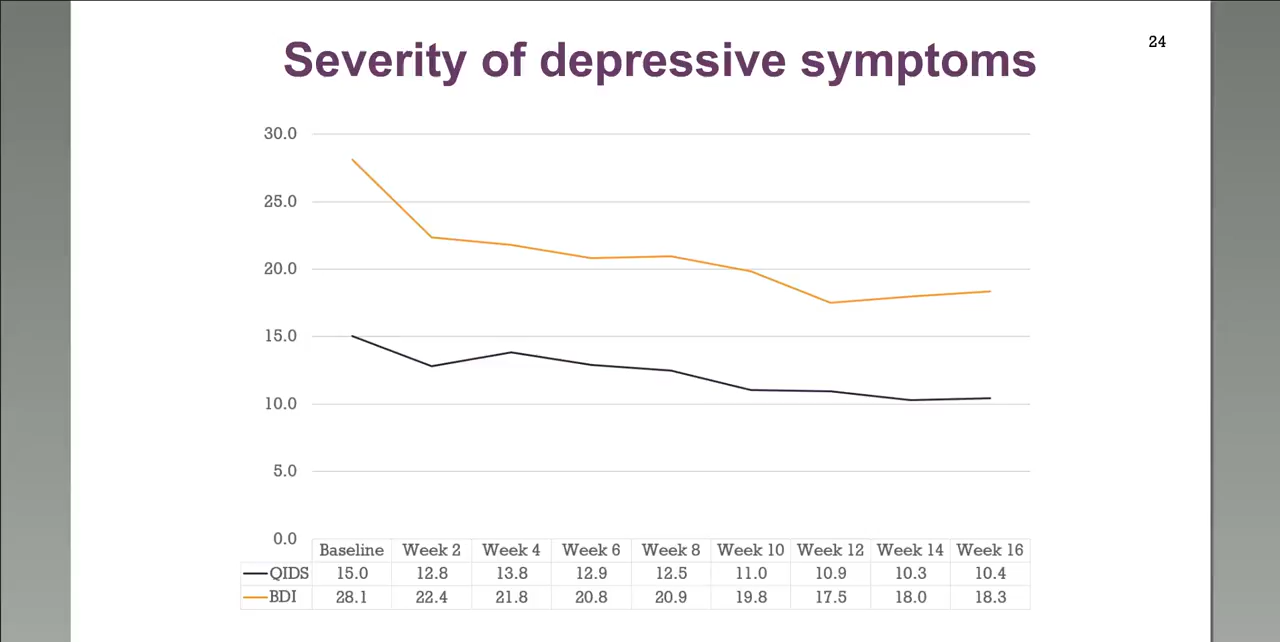 24
Severity of depressive symptoms
30.0
25.0
20.0
15.0
10.0
5.0
0.0
Baseline Week 2 Week 4 Week 6 Week 8 Week 10 Week 12 Week 14 Week 16
QIDS 15.0 12.8 13.8 12.9 12.5 11.0 10.9 10.3 10.4
BDI 28.1 22.4 21.8 20.8 20.9 19.8 17.5 18.0 18.3